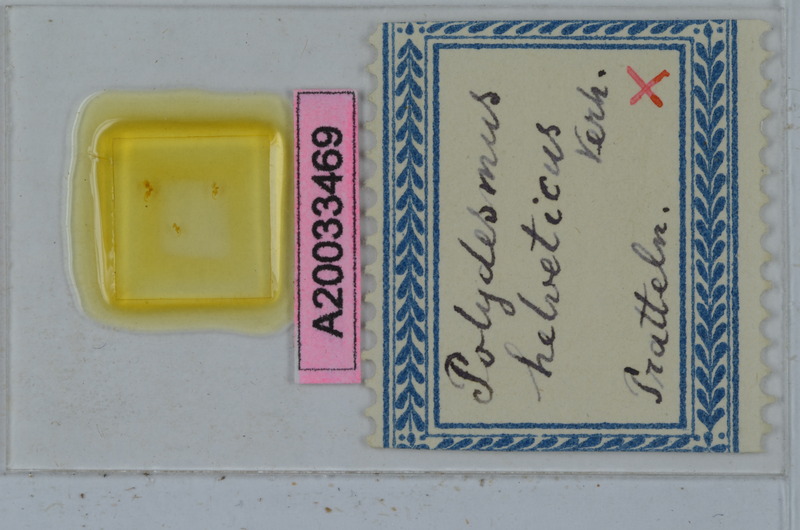 A20033469
Polydesmus
helveticus
Verh.
Pratteln.
X